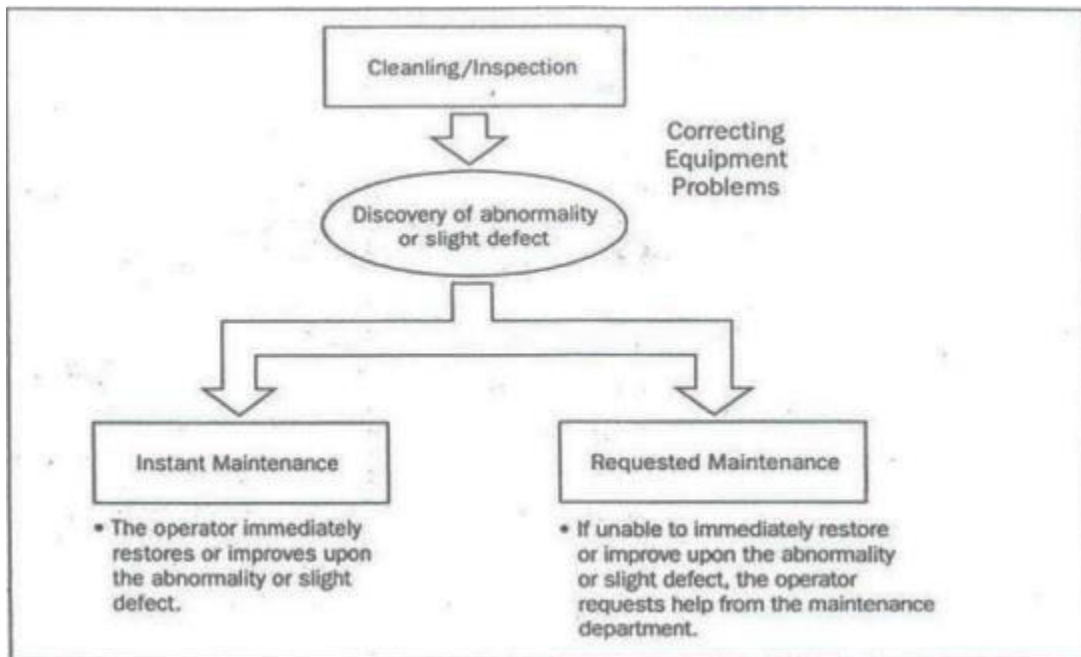 Cleanling/Inspection
Correcting
Equipment
Problems
Discovery of abnormality
or slight defect
Instant Maintenance
Requested Maintenance
• The operator immediately
restores or improves upon
the abnormality or slight
defect.
• If unable to immediately restore
or improve upon the abnormality
or slight defect, the operator
requests help from the maintenance
department.